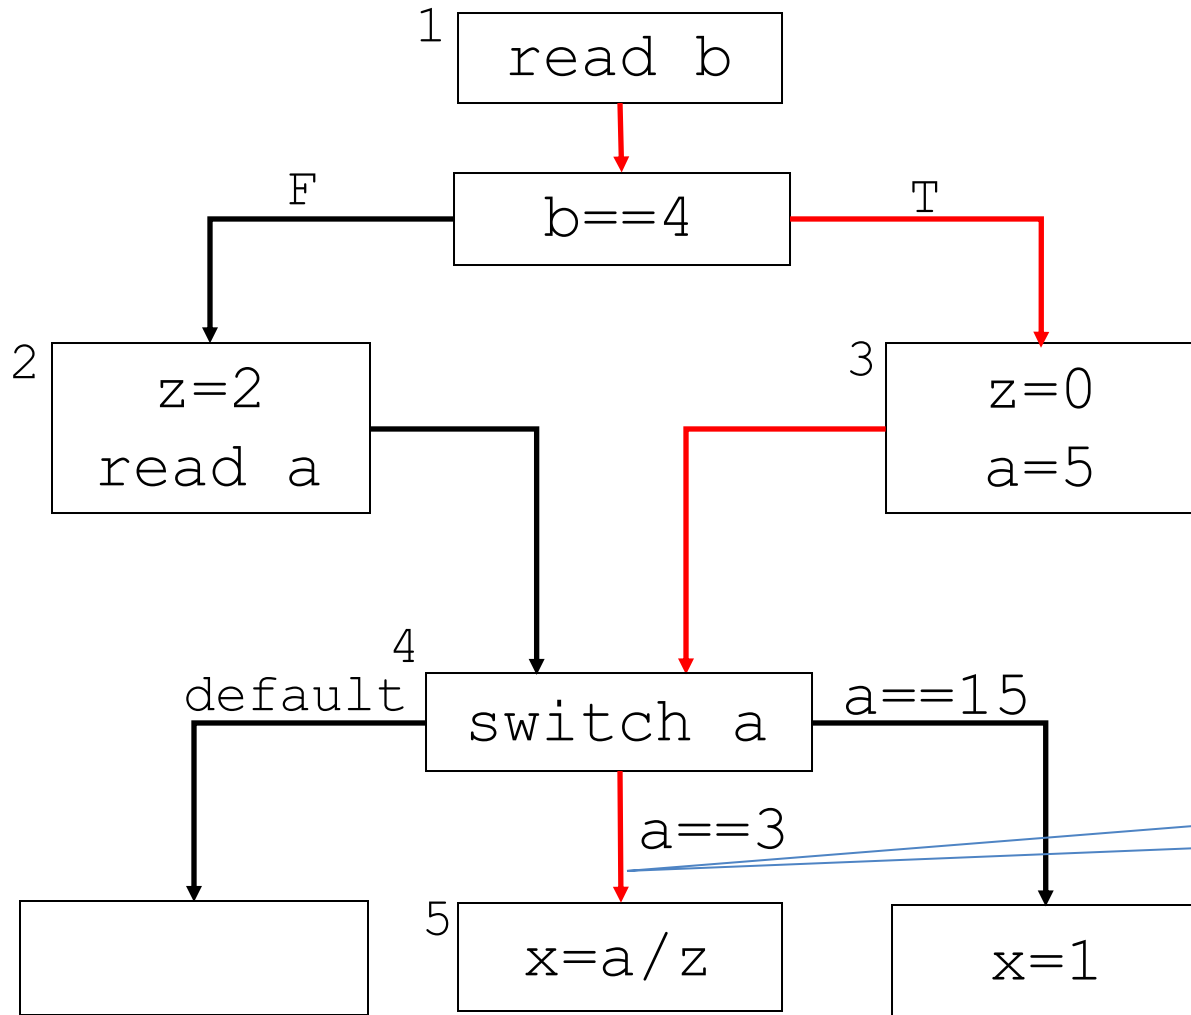 1
read b
F
b==4
T
2
z=2
read a
3
z=0
a=5
4
default
switch a
a==15
a==3
5
x=a/z
x=1